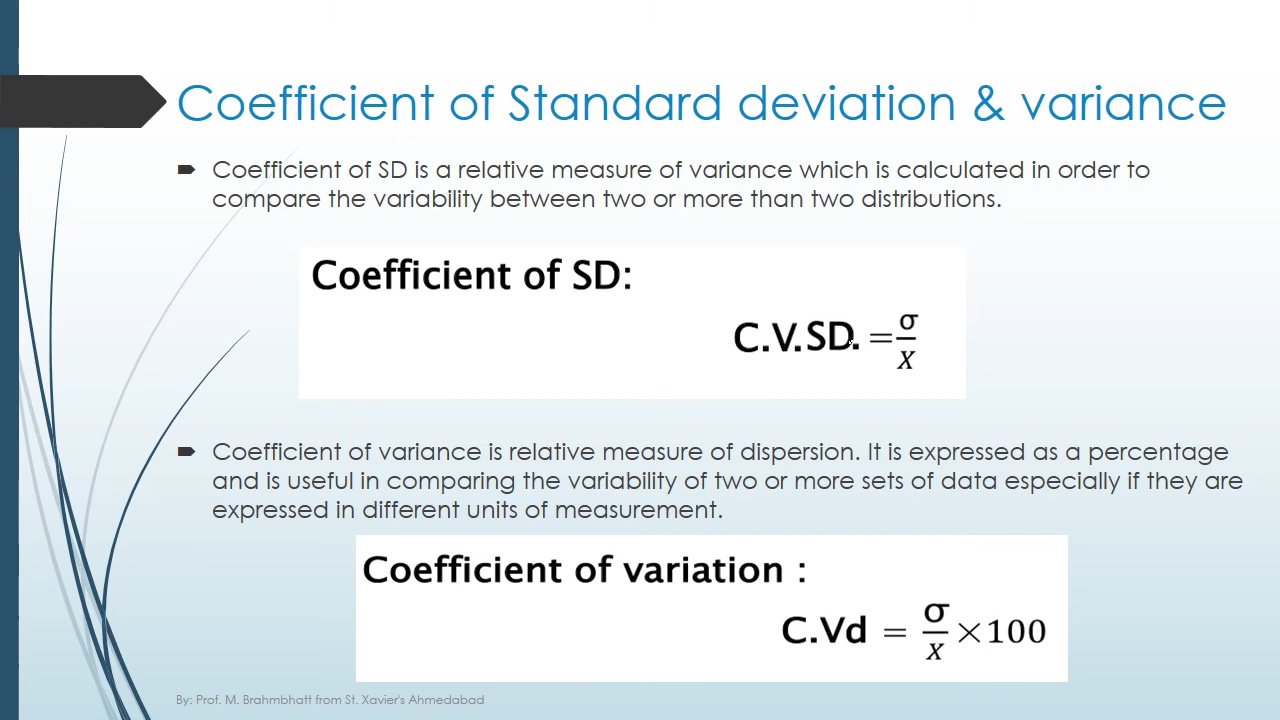 Coefficient of Standard deviation & variance
Coefficient of SD is a relative measure of variance which is calculated in order to
compare the variability between two or more than two distributions.
Coefficient of SD:
C.V.SD. = σ/x
Coefficient of variance is relative measure of dispersion. It is expressed as a percentage
and is useful in comparing the variability of two or more sets of data especially if they are
expressed in different units of measurement.
Coefficient of variation :
C.Vd = σ/x ×100
By: Prof. M. Brahmbhatt from St. Xavier's Ahmedabad